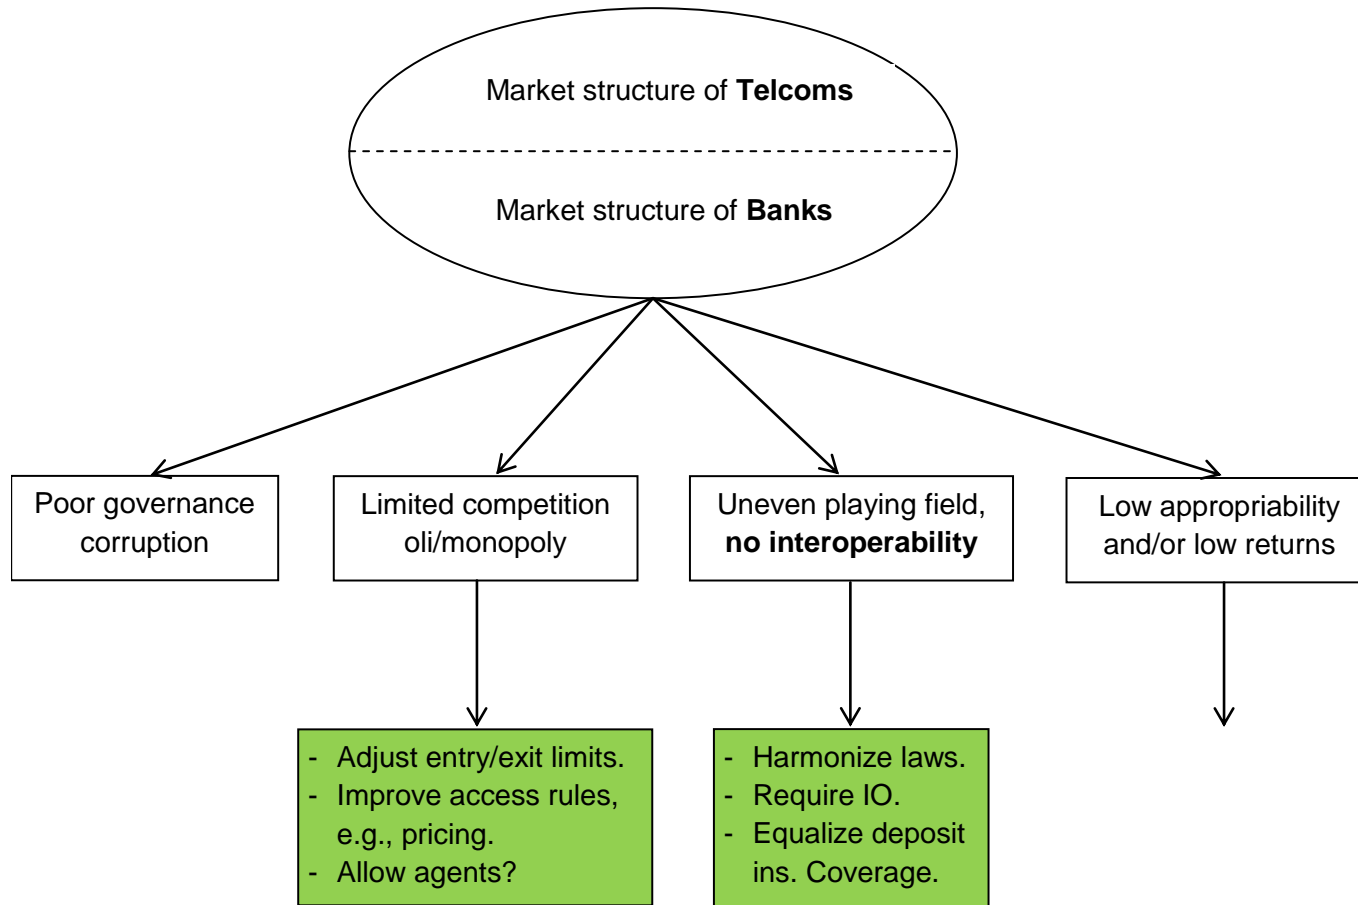 Market structure of Telcoms
Market structure of Banks
Poor governance
corruption
Limited competition
oli/monopoly
Uneven playing field,
no interoperability
Low appropriability
and/or low returns
- Adjust entry/exit limits.
- Improve access rules,
e.g., pricing.
- Allow agents?
- Harmonize laws.
- Require IO.
- Equalize deposit
ins. Coverage.